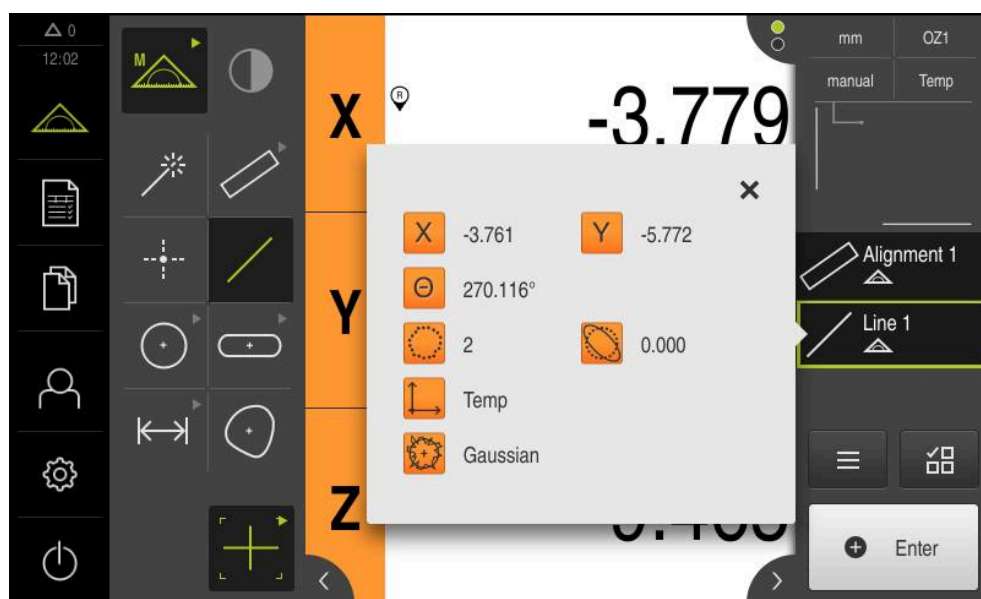 0
12:02
M
X
R
-3.779
Y
Z
X -3.761 Y -5.772
Θ 270.116°
2 0.000
Temp
Gaussian
mm OZ1
manual Temp
Alignment 1
Line 1
Enter